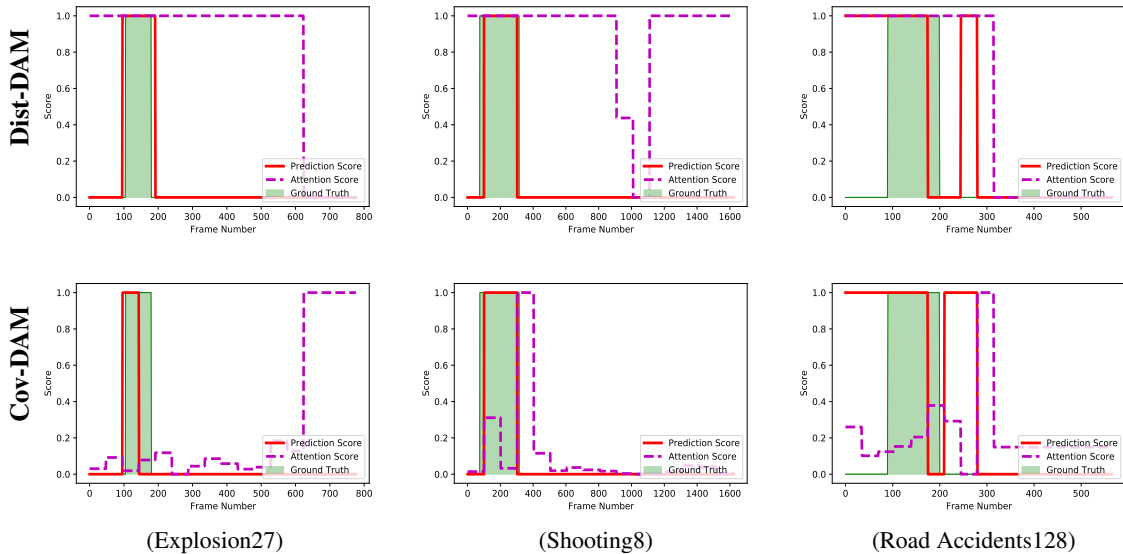 Dist-DAM
Score
1.0
0.8
0.6
0.4
0.2
0.0
Prediction Score
Attention Score
Ground Truth
0 100 200 300 400 500 600 700 800
Frame Number
Score
1.0
0.8
0.6
0.4
0.2
0.0
Prediction Score
Attention Score
Ground Truth
0 200 400 600 800 1000 1200 1400 1600
Frame Number
Score
1.0
0.8
0.6
0.4
0.2
0.0
Prediction Score
Attention Score
Ground Truth
0 100 200 300 400 500
Frame Number
Cov-DAM
Score
1.0
0.8
0.6
0.4
0.2
0.0
Prediction Score
Attention Score
Ground Truth
0 100 200 300 400 500 600 700 800
Frame Number
Score
1.0
0.8
0.6
0.4
0.2
0.0
Prediction Score
Attention Score
Ground Truth
0 200 400 600 800 1000 1200 1400 1600
Frame Number
Score
1.0
0.8
0.6
0.4
0.2
0.0
Prediction Score
Attention Score
Ground Truth
0 100 200 300 400 500
Frame Number
(Explosion27) (Shooting8) (Road Accidents128)